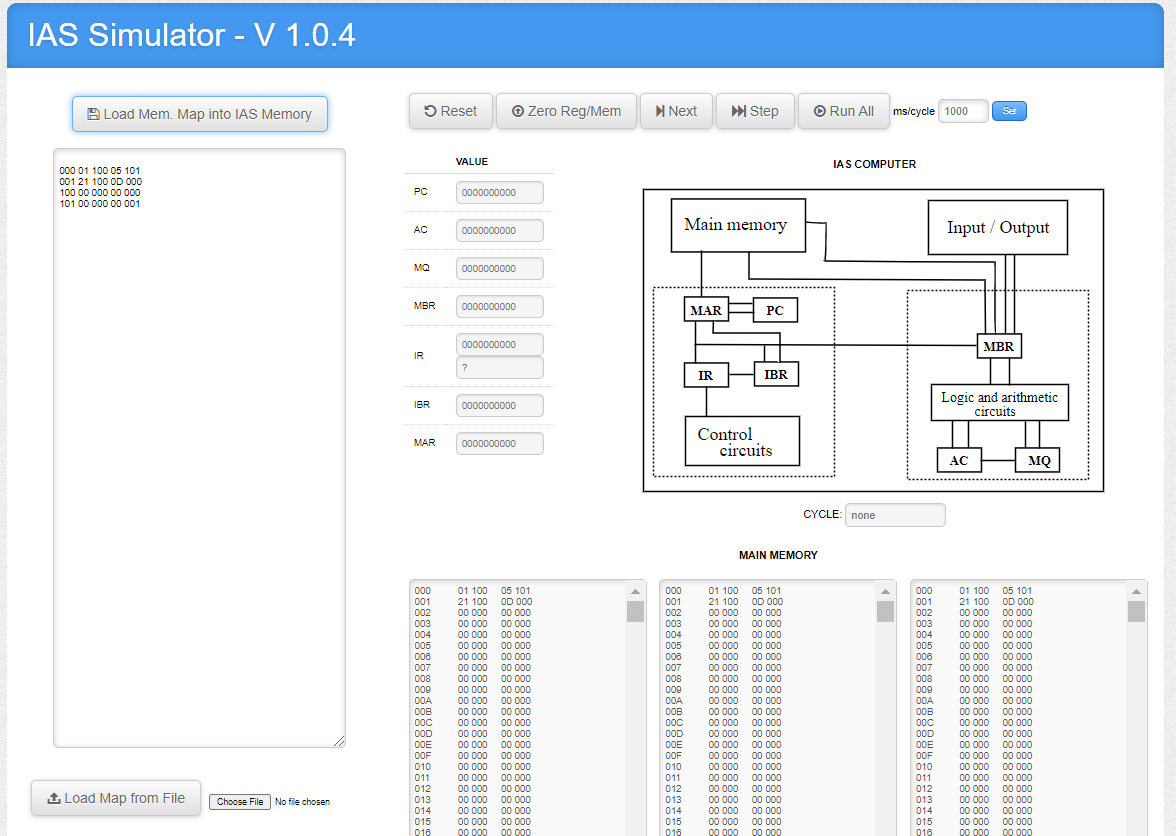 IAS Simulator - V 1.0.4
Load Mem. Map into IAS Memory
Reset Zero Reg/Mem Next Step Run All ms/cycle 1000 Set
000 01 100 05 101
001 21 100 0D 000
100 00 000 00 000
101 00 000 00 001
Load Map from File Choose File No file chosen
VALUE
PC 0000000000
AC 0000000000
MQ 0000000000
MBR 0000000000
IR 0000000000
?
IBR 0000000000
MAR 0000000000
IAS COMPUTER
Main memory
Input / Output
MAR
PC
MBR
IR
IBR
Logic and arithmetic
circuits
Control
circuits
AC
MQ
CYCLE: none
MAIN MEMORY
000 01 100 05 101
001 21 100 0D 000
002 00 000 00 000
003 00 000 00 000
004 00 000 00 000
005 00 000 00 000
006 00 000 00 000
007 00 000 00 000
008 00 000 00 000
009 00 000 00 000
00A 00 000 00 000
00B 00 000 00 000
00C 00 000 00 000
00D 00 000 00 000
00E 00 000 00 000
00F 00 000 00 000
010 00 000 00 000
011 00 000 00 000
012 00 000 00 000
013 00 000 00 000
014 00 000 00 000
015 00 000 00 000
016 00 000 00 000
000 01 100 05 101
001 21 100 0D 000
002 00 000 00 000
003 00 000 00 000
004 00 000 00 000
005 00 000 00 000
006 00 000 00 000
007 00 000 00 000
008 00 000 00 000
009 00 000 00 000
00A 00 000 00 000
00B 00 000 00 000
00C 00 000 00 000
00D 00 000 00 000
00E 00 000 00 000
00F 00 000 00 000
010 00 000 00 000
011 00 000 00 000
012 00 000 00 000
013 00 000 00 000
014 00 000 00 000
015 00 000 00 000
016 00 000 00 000
000 01 100 05 101
001 21 100 0D 000
002 00 000 00 000
003 00 000 00 000
004 00 000 00 000
005 00 000 00 000
006 00 000 00 000
007 00 000 00 000
008 00 000 00 000
009 00 000 00 000
00A 00 000 00 000
00B 00 000 00 000
00C 00 000 00 000
00D 00 000 00 000
00E 00 000 00 000
00F 00 000 00 000
010 00 000 00 000
011 00 000 00 000
012 00 000 00 000
013 00 000 00 000
014 00 000 00 000
015 00 000 00 000
016 00 000 00 000